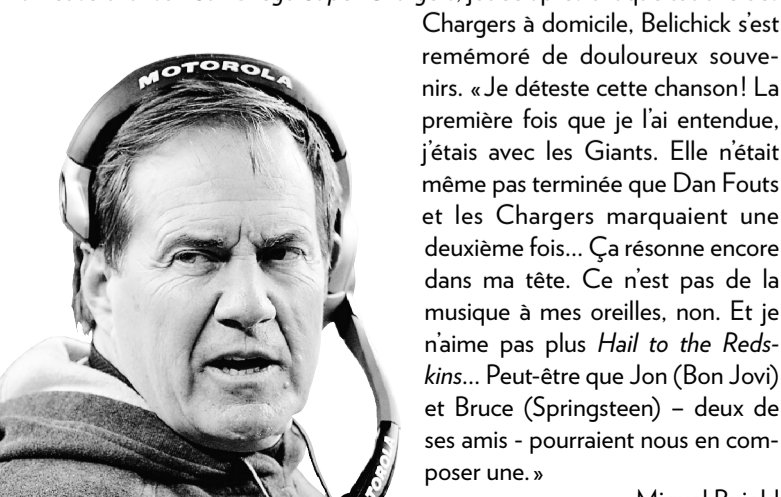 MOTOROLA
Chargers à domicile, Belichick s’est
remémoré de douloureux souve-
nirs. « Je déteste cette chanson ! La
première fois que je l’ai entendue,
j’étais avec les Giants. Elle n’était
même pas terminée que Dan Fouts
et les Chargers marquaient une
deuxième fois... Ça résonne encore
dans ma tête. Ce n’est pas de la
musique à mes oreilles, non. Et je
n’aime pas plus Hail to the Reds-
kins... Peut-être que Jon (Bon Jovi)
et Bruce (Springsteen) – deux de
ses amis - pourraient nous en com-
poser une. »